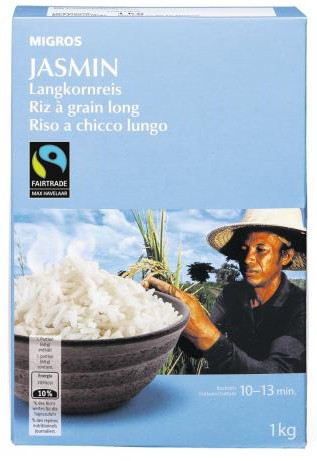 MIGROS
JASMIN
Langkornreis
Riz à grain long
Riso a chicco lungo
FAIRTRADE
MAX HAVELAAR
10–13 min.
10%
1kg